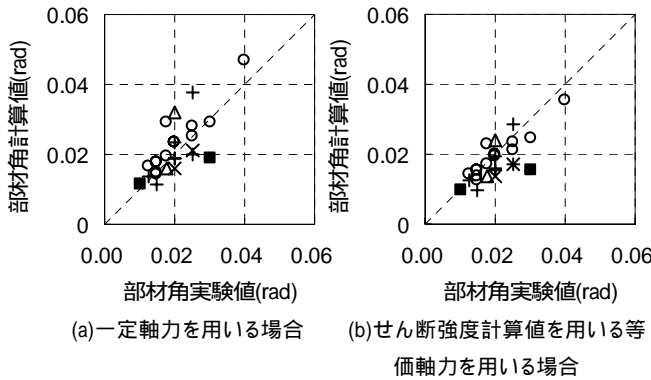 0.06
0.04
0.02
0
0.00 0.02 0.04 0.06
部材角計算値(rad)
部材角実験値(rad)
(a)一定軸力を用いる場合
0.06
0.04
0.02
0
0.00 0.02 0.04 0.06
部材角計算値(rad)
部材角実験値(rad)
(b)せん断強度計算値を用いる等
価軸力を用いる場合